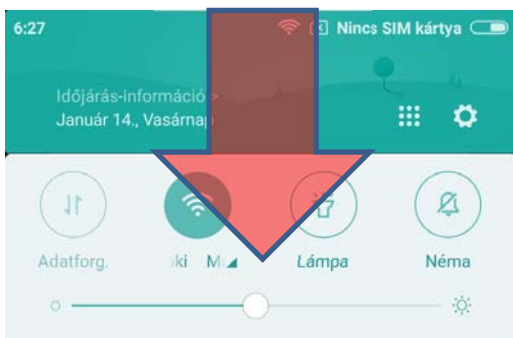 6:27 Nincs SIM kártya
Időjárás-információ >
Január 14., Vasárnap
Adatforg. Lámpa Néma